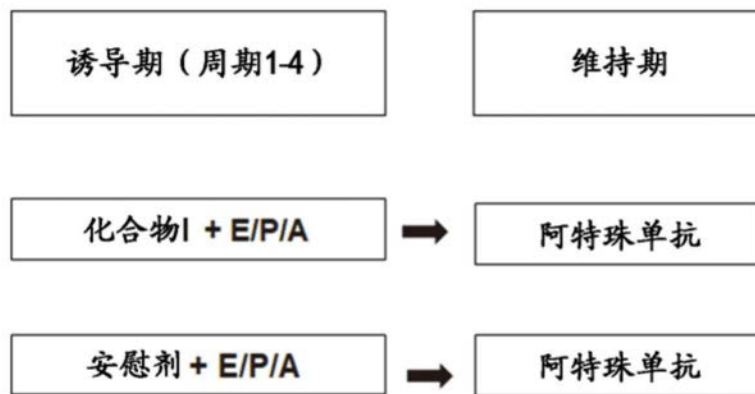 诱导期（周期1-4） 维持期
化合物I + E/P/A 阿特珠单抗
安慰剂 + E/P/A 阿特珠单抗